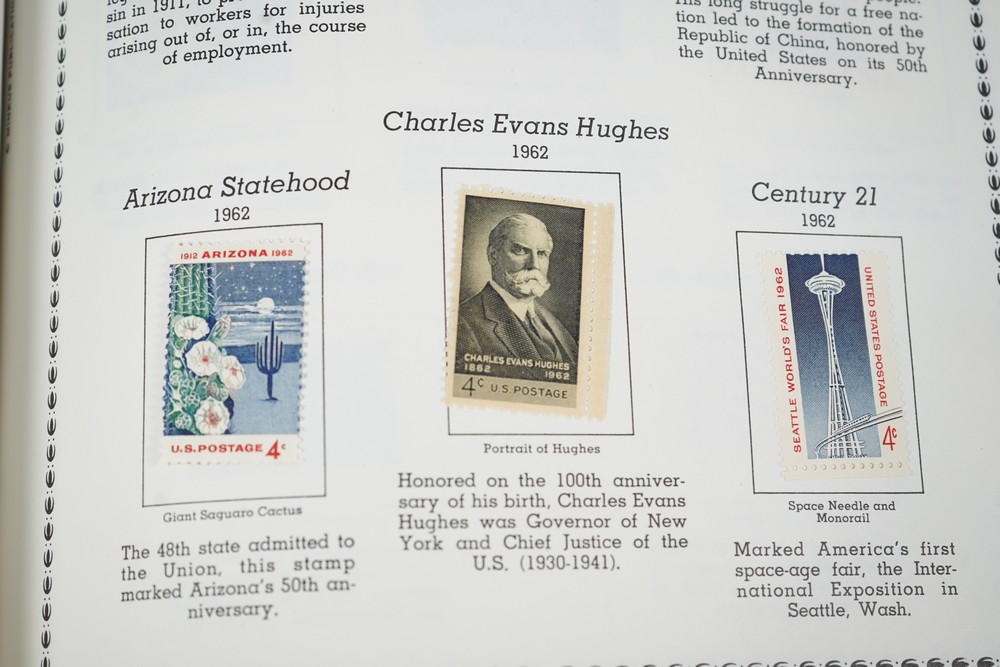 sin in 1911, to
sation to workers for injuries
arising out of, or in, the course
of employment.
His long struggle for a free na-
tion led to the formation of the
Republic of China, honored by
the United States on its 50th
Anniversary.
Arizona Statehood
1962
1912 ARIZONA 1962
U.S. POSTAGE 4c
Giant Saguaro Cactus
The 48th state admitted to
the Union, this stamp
marked Arizona's 50th an-
niversary.
Charles Evans Hughes
1962
CHARLES EVANS HUGHES
1862 1962
4c U.S. POSTAGE
Portrait of Hughes
Honored on the 100th anniver-
sary of his birth, Charles Evans
Hughes was Governor of New
York and Chief Justice of the
U.S. (1930-1941).
Century 21
1962
SEATTLE WORLD'S FAIR 1962
UNITED STATES POSTAGE
4c
Space Needle and
Monorail
Marked America's first
space-age fair, the Inter-
national Exposition in
Seattle, Wash.